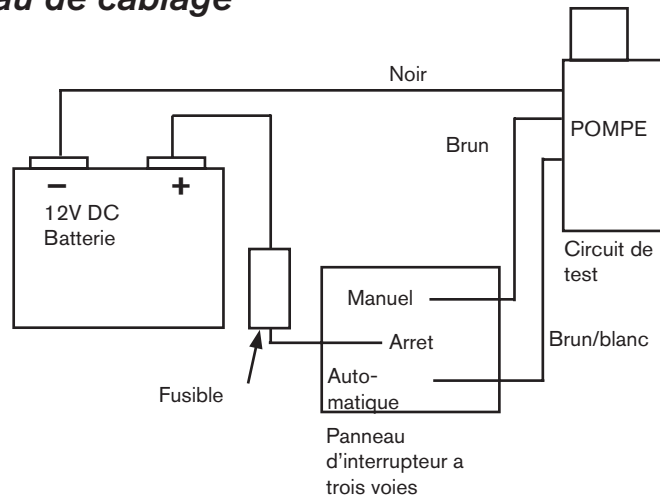 au de cablage
Noir
POMPE
Brun
–
+
12V DC
Batterie
Circuit de
test
Manuel
Arret
Brun/blanc
Auto-
matique
Fusible
Panneau
d'interrupteur a
trois voies